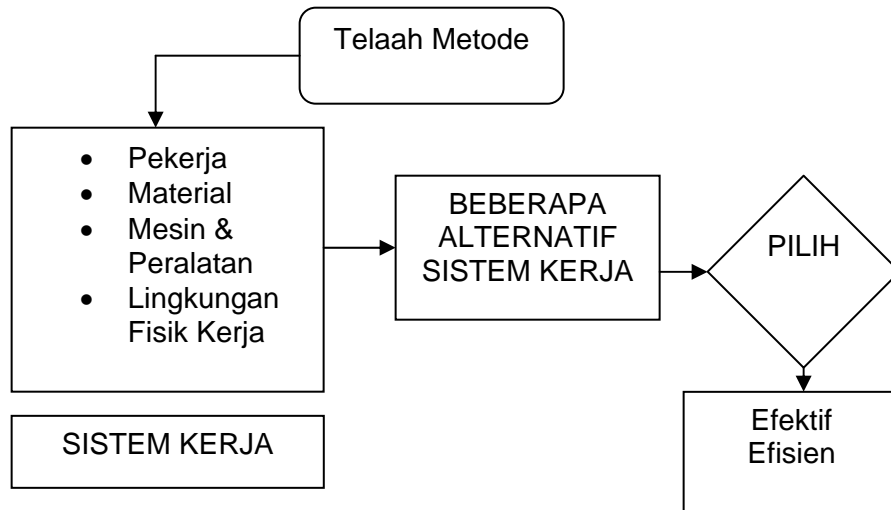 Telaah Metode
• Pekerja
• Material
• Mesin &
Peralatan
• Lingkungan
Fisik Kerja
BEBERAPA
ALTERNATIF
SISTEM KERJA
PILIH
SISTEM KERJA
Efektif
Efisien